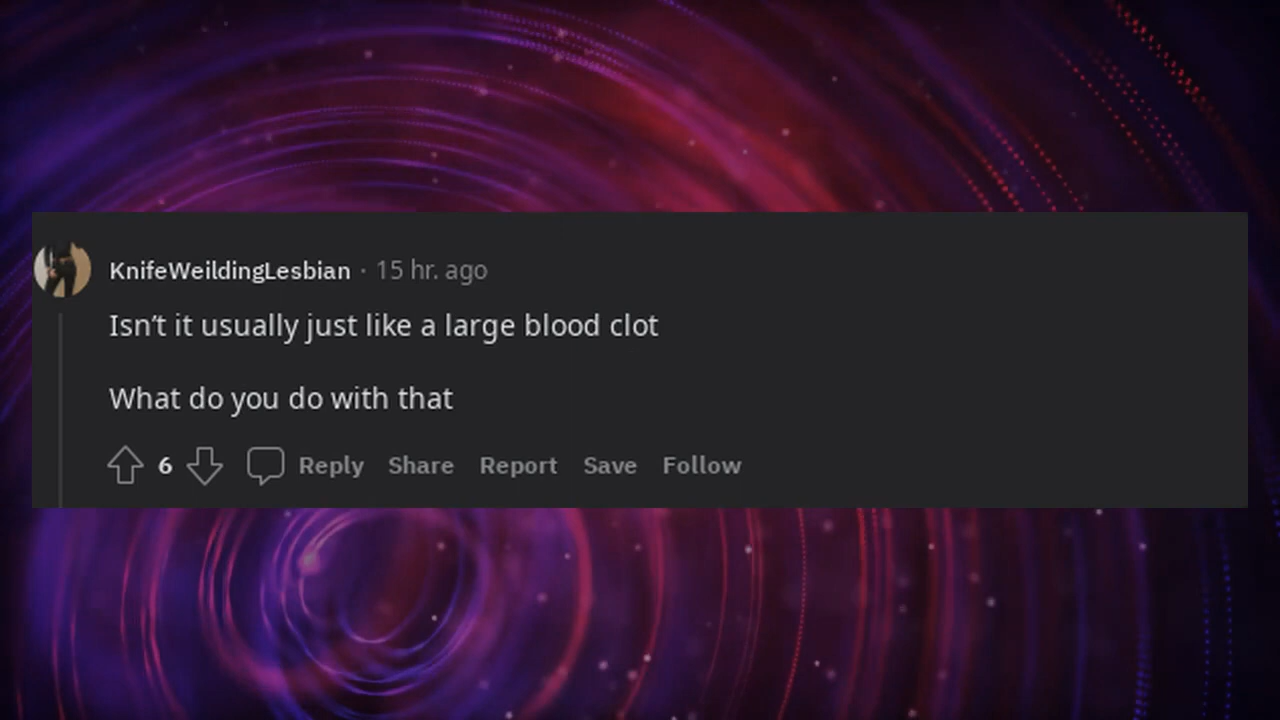 KnifeWeildingLesbian · 15 hr. ago
Isn’t it usually just like a large blood clot
What do you do with that
6 Reply Share Report Save Follow